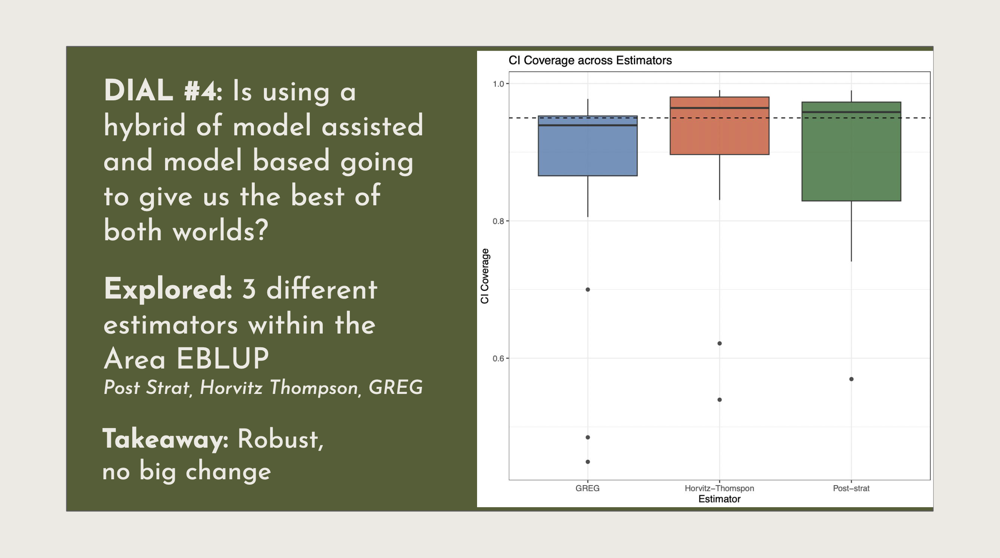 DIAL #4: Is using a
hybrid of model assisted
and model based going
to give us the best of
both worlds?
Explored: 3 different
estimators within the
Area EBLUP
Post Strat, Horvitz Thompson, GREG
Takeaway: Robust,
no big change
CI Coverage across Estimators
1.0
0.8
0.6
CI Coverage
GREG
Horvitz–Thomspon
Post–strat
Estimator